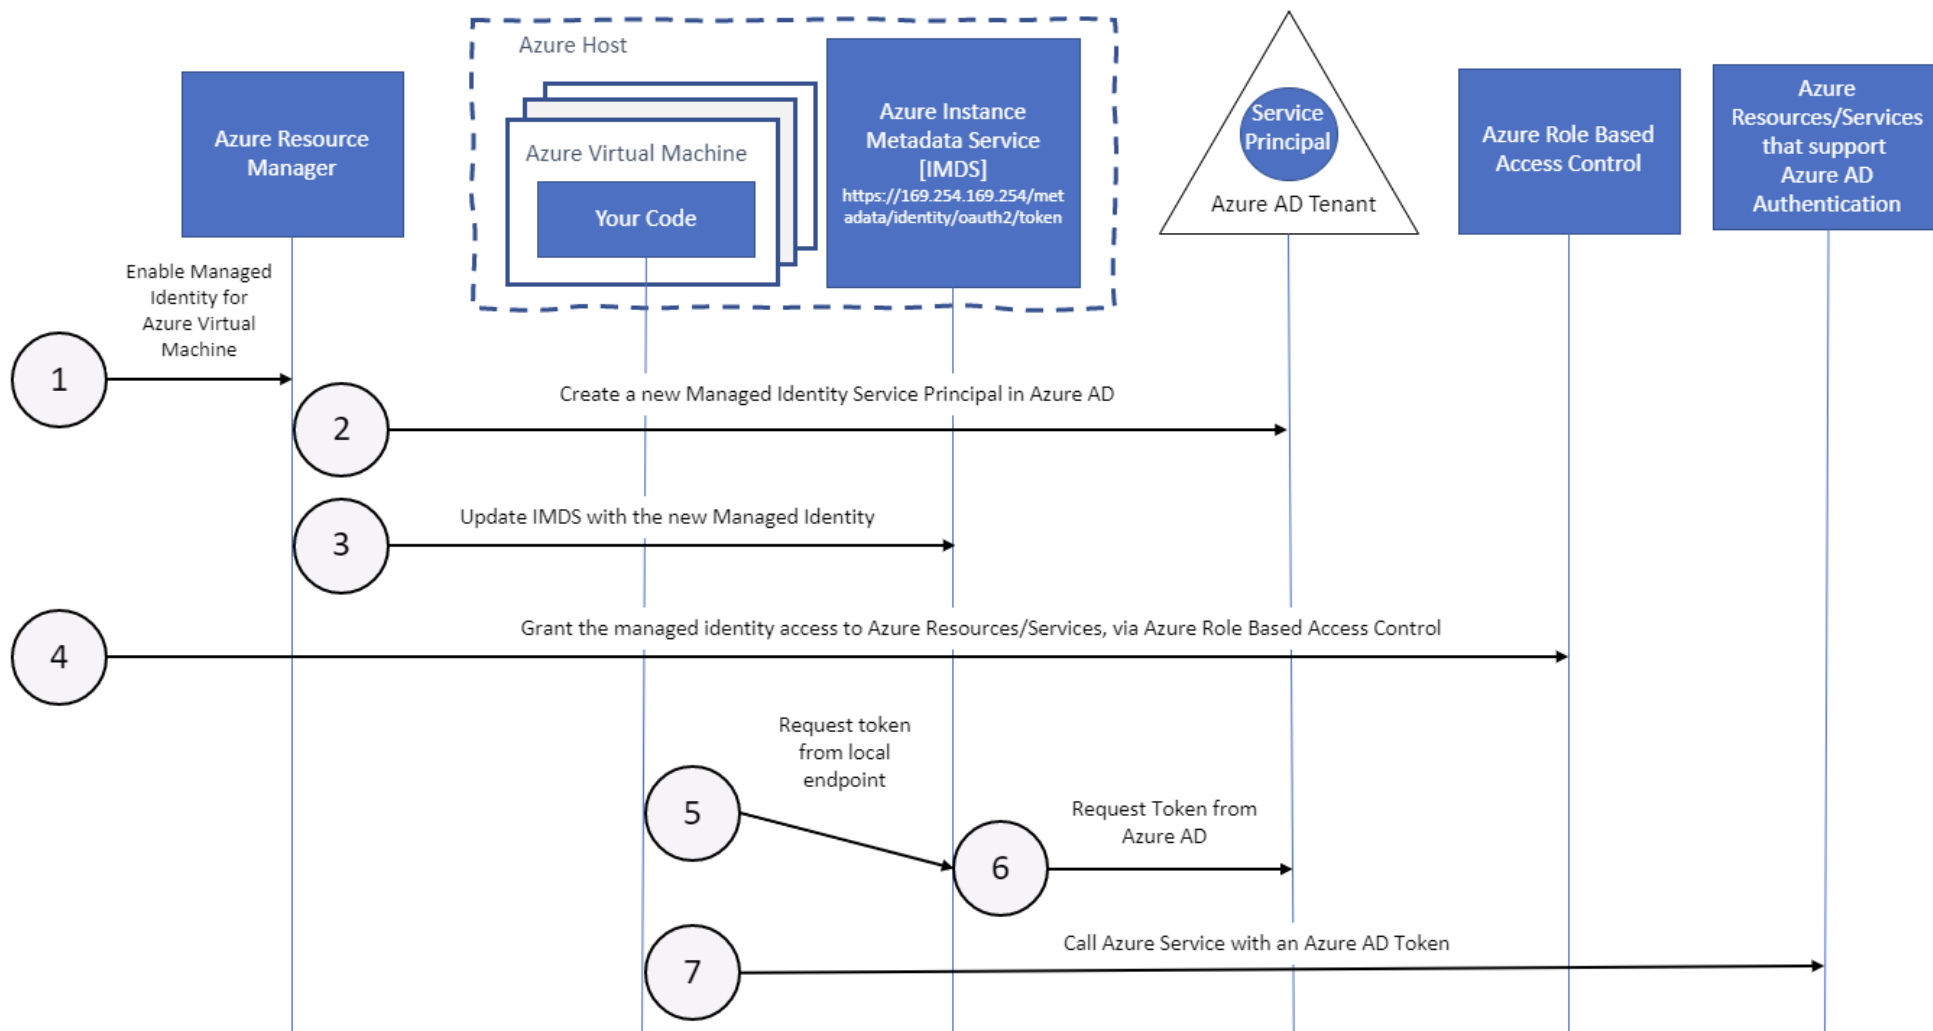 Azure Host
Azure Resource
Manager
Azure Virtual Machine
Your Code
Azure Instance
Metadata Service
[IMDS]
https://169.254.169.254/met
adata/identity/oauth2/token
Service
Principal
Azure AD Tenant
Azure Role Based
Access Control
Azure
Resources/Services
that support
Azure AD
Authentication
Enable Managed
Identity for
Azure Virtual
Machine
1
Create a new Managed Identity Service Principal in Azure AD
2
Update IMDS with the new Managed Identity
3
Grant the managed identity access to Azure Resources/Services, via Azure Role Based Access Control
4
Request token
from local
endpoint
5
Request Token from
Azure AD
6
Call Azure Service with an Azure AD Token
7